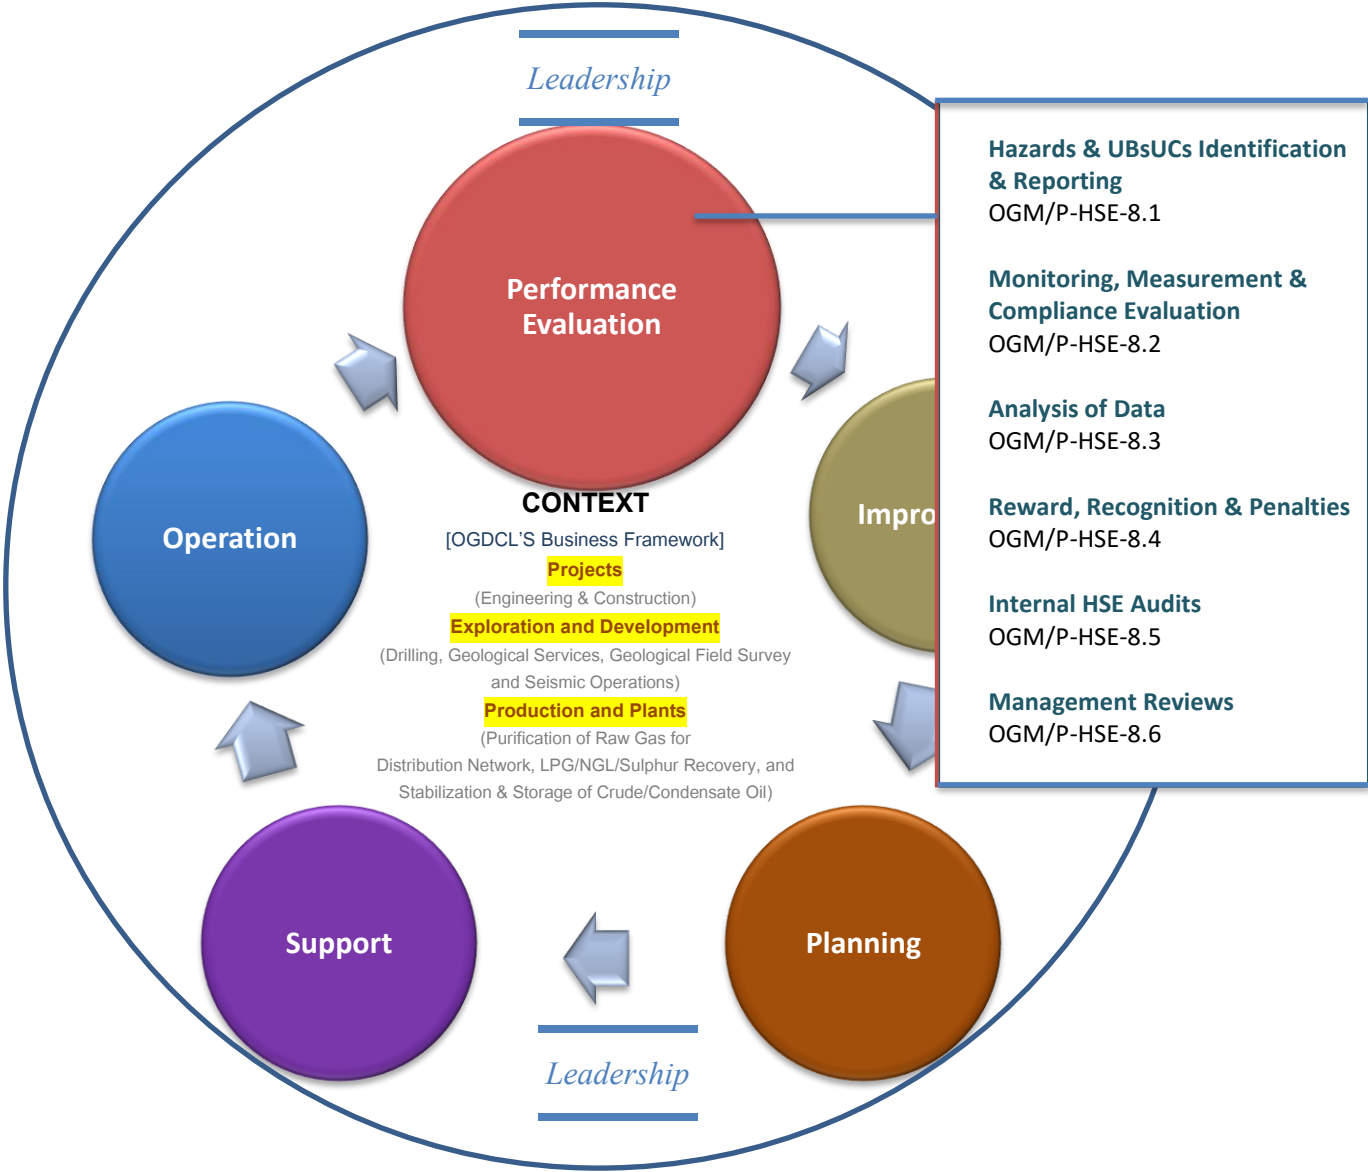 Leadership
Performance
Evaluation
Hazards & UBsUCs Identification
& Reporting
OGM/P-HSE-8.1
Monitoring, Measurement &
Compliance Evaluation
OGM/P-HSE-8.2
Analysis of Data
OGM/P-HSE-8.3
Reward, Recognition & Penalties
OGM/P-HSE-8.4
Internal HSE Audits
OGM/P-HSE-8.5
Management Reviews
OGM/P-HSE-8.6
Operation
Impro
CONTEXT
[OGDCL'S Business Framework]
Projects
(Engineering & Construction)
Exploration and Development
(Drilling, Geological Services, Geological Field Survey
and Seismic Operations)
Production and Plants
(Purification of Raw Gas for
Distribution Network, LPG/NGL/Sulphur Recovery, and
Stabilization & Storage of Crude/Condensate Oil)
Support
Planning
Leadership